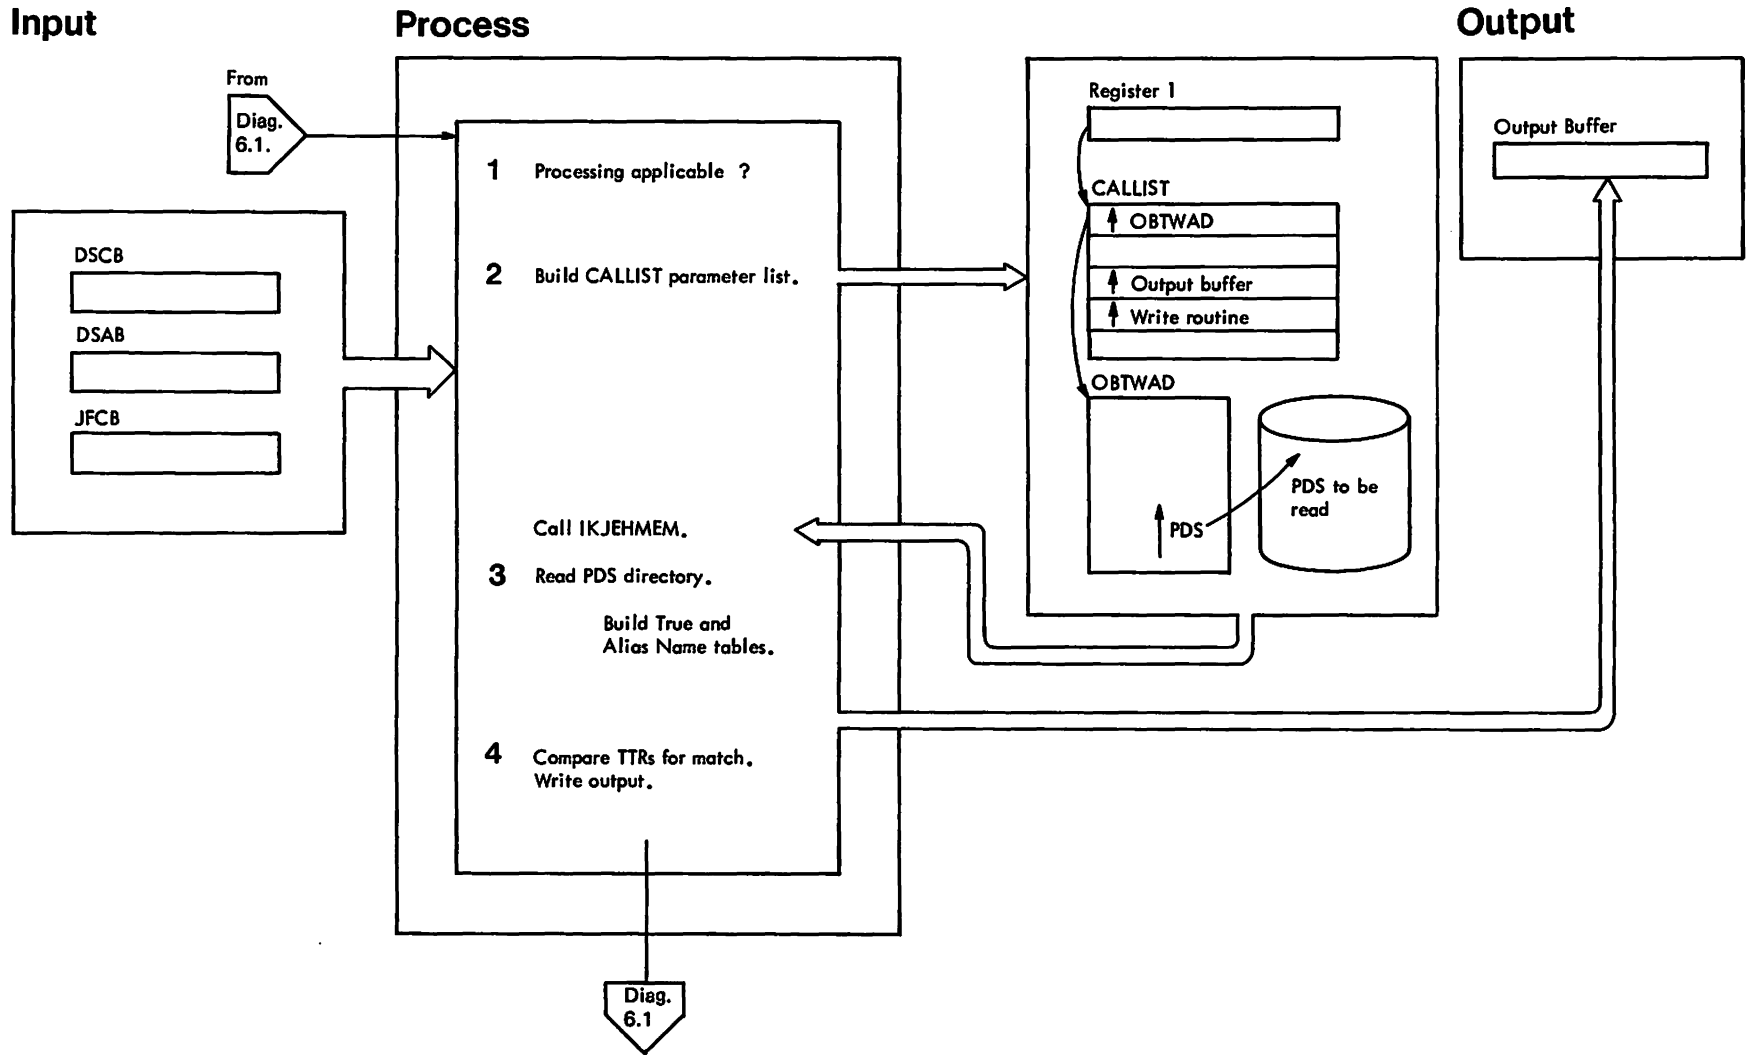 Input
Process
Output
From
Diag.
6.1.
DSCB
DSAB
JFCB
1 Processing applicable ?
2 Build CALLIST parameter list.
Call IKJEHMEM.
3 Read PDS directory.
Build True and
Alias Name tables.
4 Compare TTRs for match.
Write output.
Diag.
6.1
Register 1
CALLIST
OBTWAD
Output buffer
Write routine
OBTWAD
PDS
PDS to be
read
Output Buffer